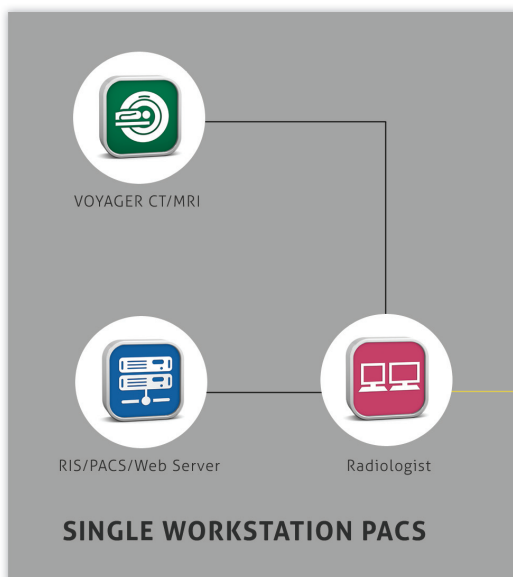 VOYAGER CT/MRI
RIS/PACS/Web Server
Radiologist
SINGLE WORKSTATION PACS